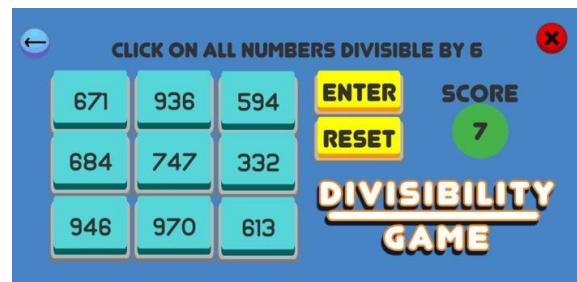 CLICK ON ALL NUMBERS DIVISIBLE BY 6
671 936 594
684 747 332
946 970 613
ENTER
RESET
SCORE
7
DIVISIBILITY
GAME